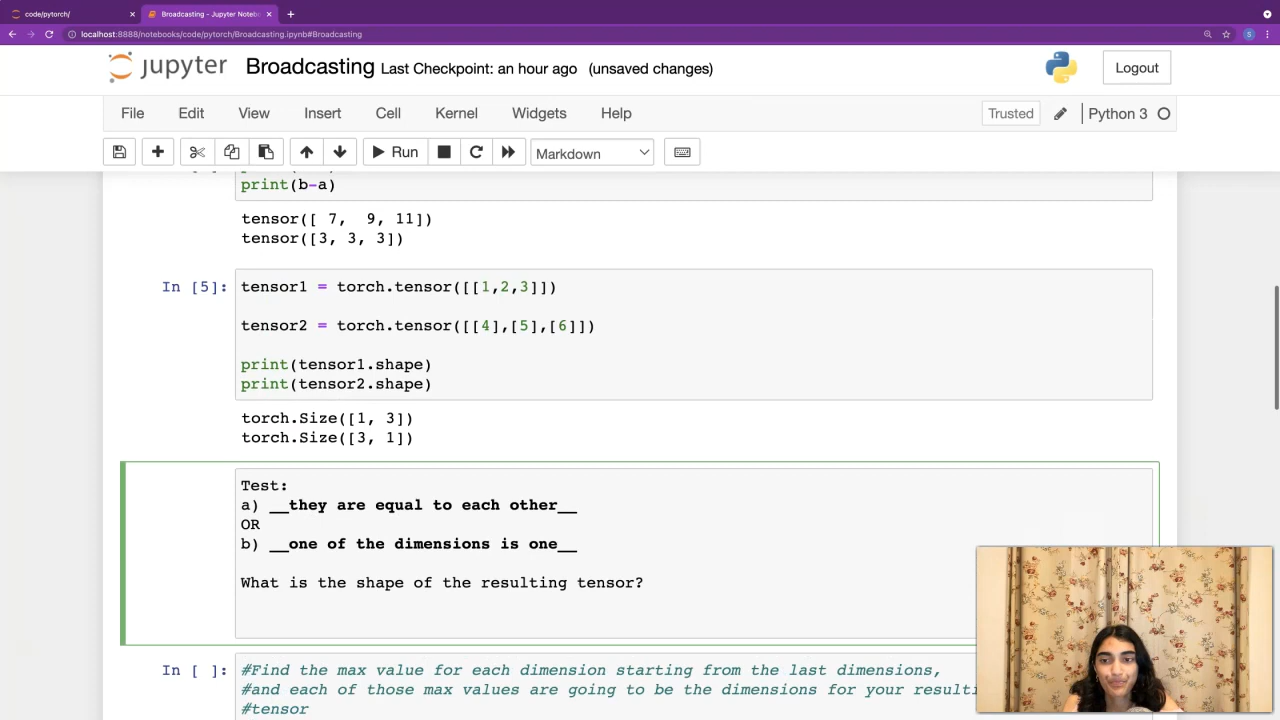 code/pytorch/
Broadcasting - Jupyter Noteb
localhost:8888/notebooks/code/pytorch/Broadcasting.ipynb#Broadcasting
S
jupyter Broadcasting Last Checkpoint: an hour ago (unsaved changes)
Logout
File Edit View Insert Cell Kernel Widgets Help
Trusted
Python 3
Run
Markdown
print(b-a)
tensor([ 7,  9, 11])
tensor([3, 3, 3])
In [5]:
tensor1 = torch.tensor([[1,2,3]])
tensor2 = torch.tensor([[4],[5],[6]])
print(tensor1.shape)
print(tensor2.shape)
torch.Size([1, 3])
torch.Size([3, 1])
Test:
a) __they are equal to each other__
OR
b) __one of the dimensions is one__
What is the shape of the resulting tensor?
In [ ]:
#Find the max value for each dimension starting from the last dimensions,
#and each of those max values are going to be the dimensions for your resulti
#tensor